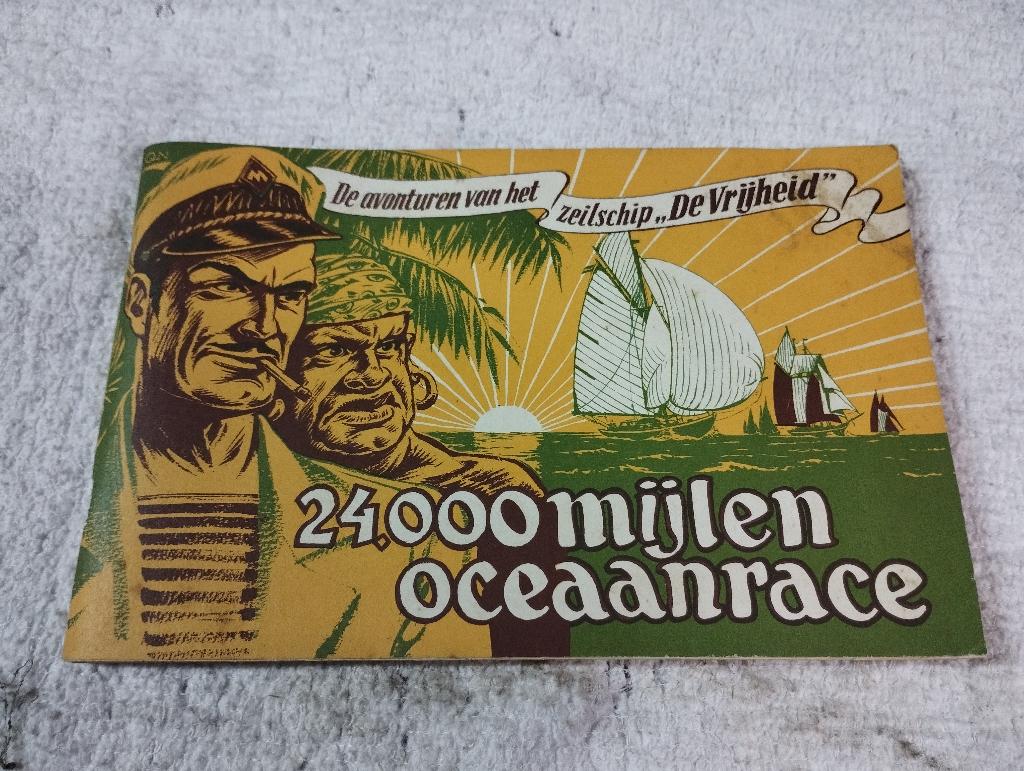 De avonturen van het
zeilschip „De Vrijheid”
M
24.000 mijlen
oceaanrace